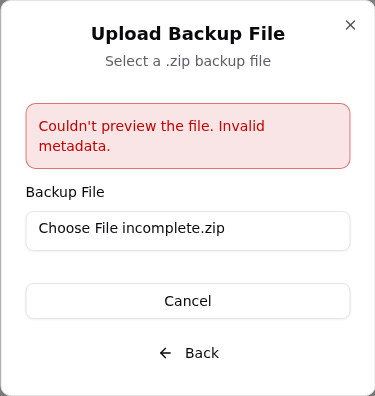 Upload Backup File
Select a .zip backup file
Couldn't preview the file. Invalid
metadata.
Backup File
Choose File incomplete.zip
Cancel
Back